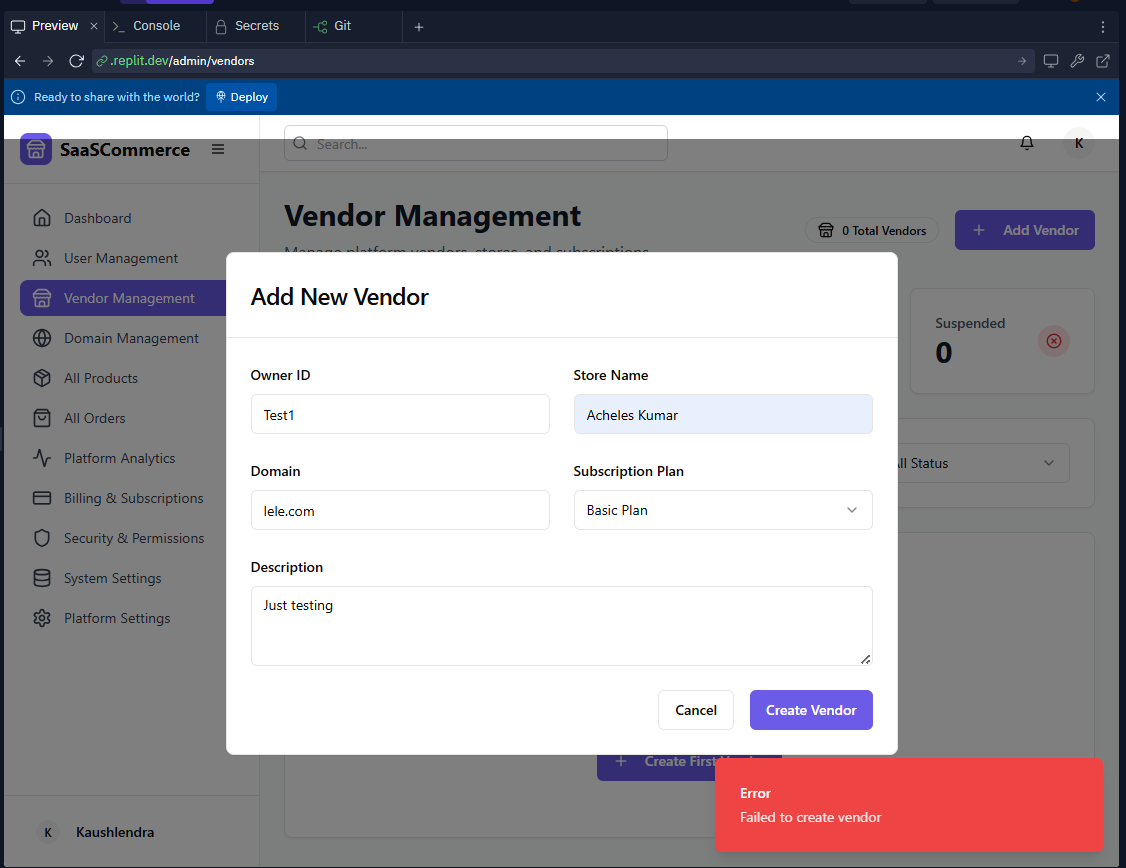 Preview
Console
Secrets
Git
.replit.dev/admin/vendors
Ready to share with the world?
Deploy
SaaSCommerce
Search...
K
Vendor Management
Manage platform vendors, stores, and subscriptions
0 Total Vendors
Add Vendor
Dashboard
User Management
Vendor Management
Domain Management
All Products
All Orders
Platform Analytics
Billing & Subscriptions
Security & Permissions
System Settings
Platform Settings
Suspended
0
All Status
Add New Vendor
Owner ID
Store Name
Test1
Acheles Kumar
Domain
Subscription Plan
lele.com
Basic Plan
Description
Just testing
Cancel
Create Vendor
Create First
K
Kaushlendra
Error
Failed to create vendor